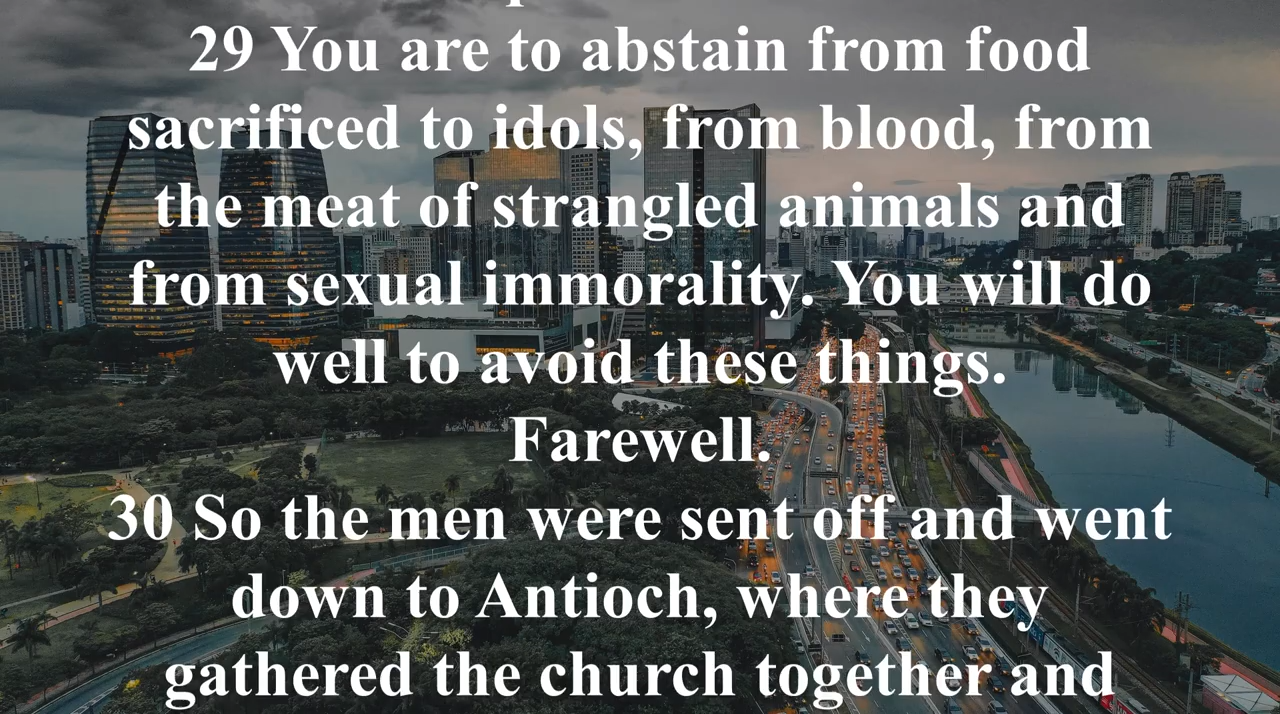 29 You are to abstain from food
sacrificed to idols, from blood, from
the meat of strangled animals and
from sexual immorality. You will do
well to avoid these things.
Farewell.
30 So the men were sent off and went
down to Antioch, where they
gathered the church together and